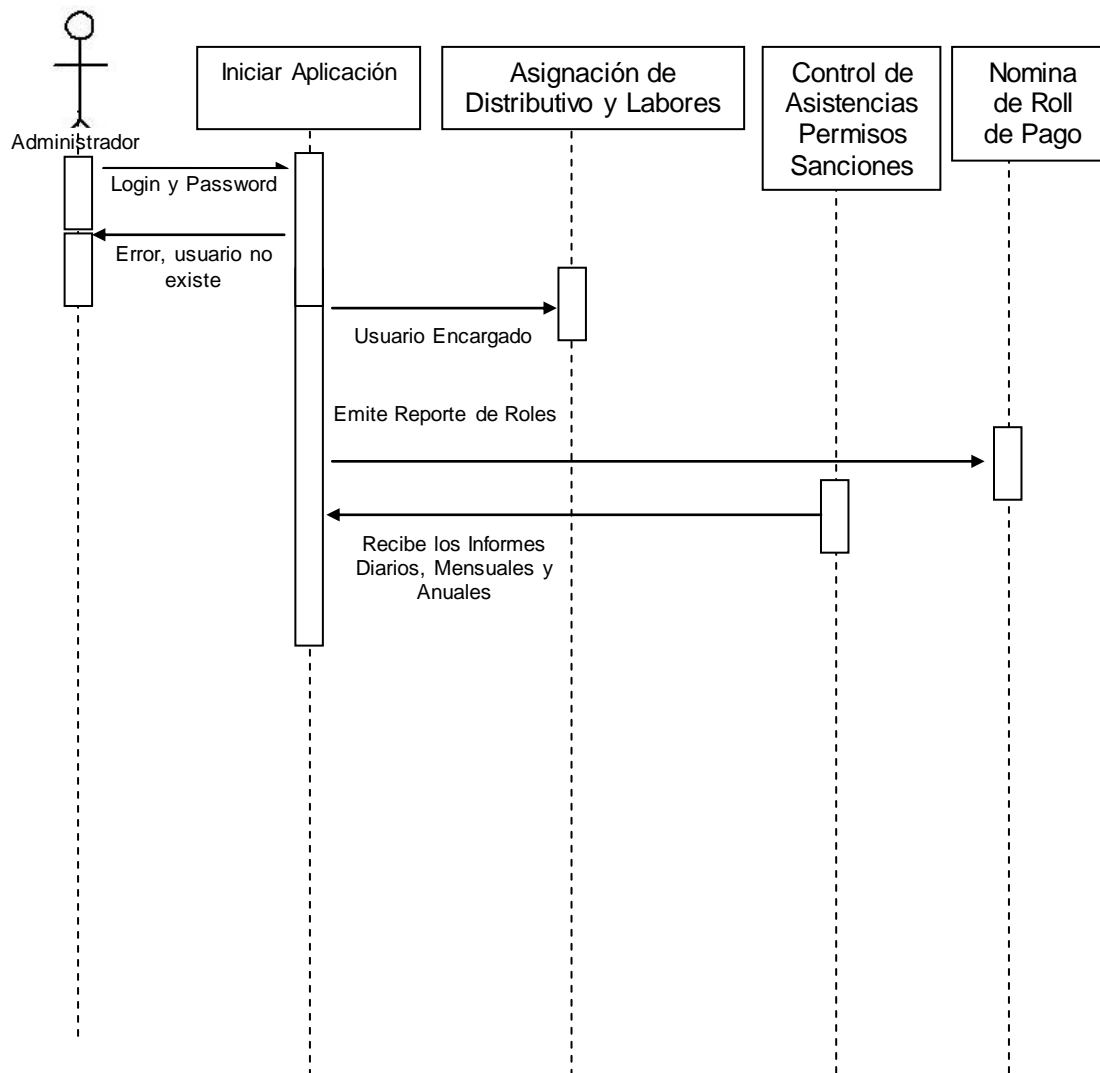 Iniciar Aplicación
Asignación de
Distributivo y Labores
Control de
Asistencias
Permisos
Sanciones
Nomina
de Roll
de Pago
Administrador
Login y Password
Error, usuario no
existe
Usuario Encargado
Emite Reporte de Roles
Recibe los Informes
Diarios, Mensuales y
Anuales